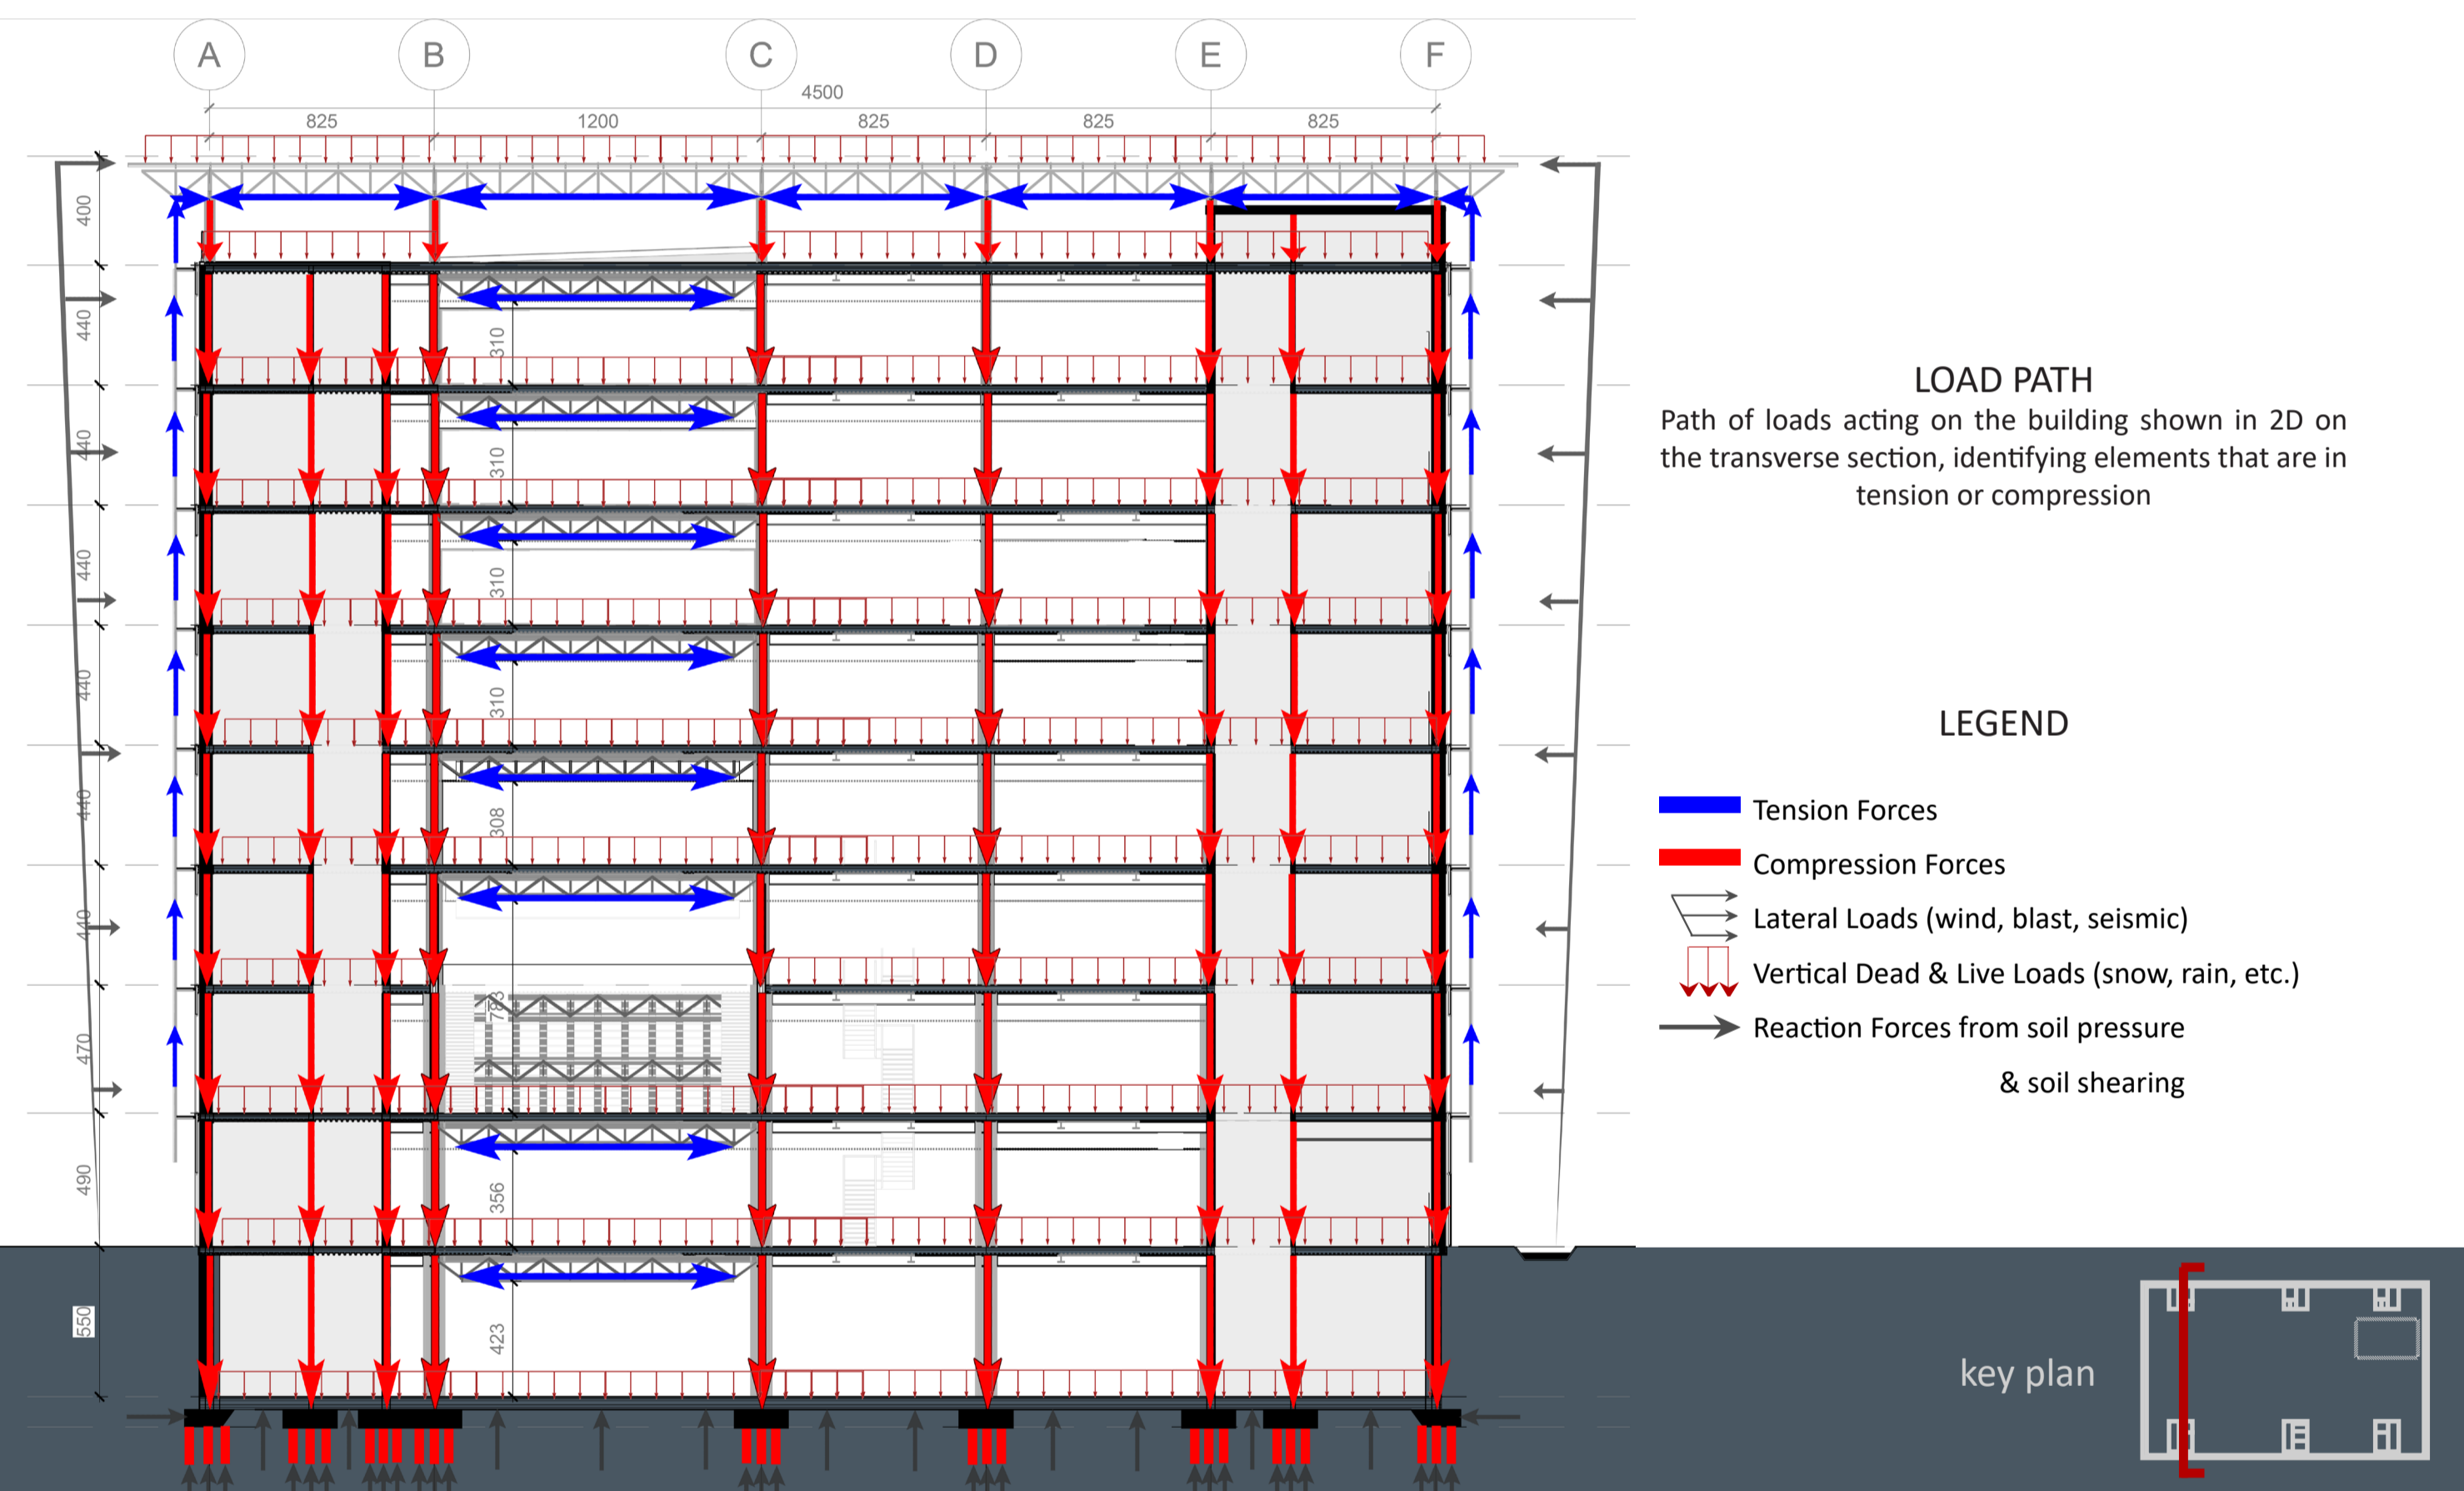 A B C D E F
4500
825 1200 825 825 825
400
440
310
440
310
440
310
440
310
440
308
440
783
470
490
356
550
423
LOAD PATH
Path of loads acting on the building shown in 2D on
the transverse section, identifying elements that are in
tension or compression
LEGEND
Tension Forces
Compression Forces
Lateral Loads (wind, blast, seismic)
Vertical Dead & Live Loads (snow, rain, etc.)
Reaction Forces from soil pressure
& soil shearing
key plan